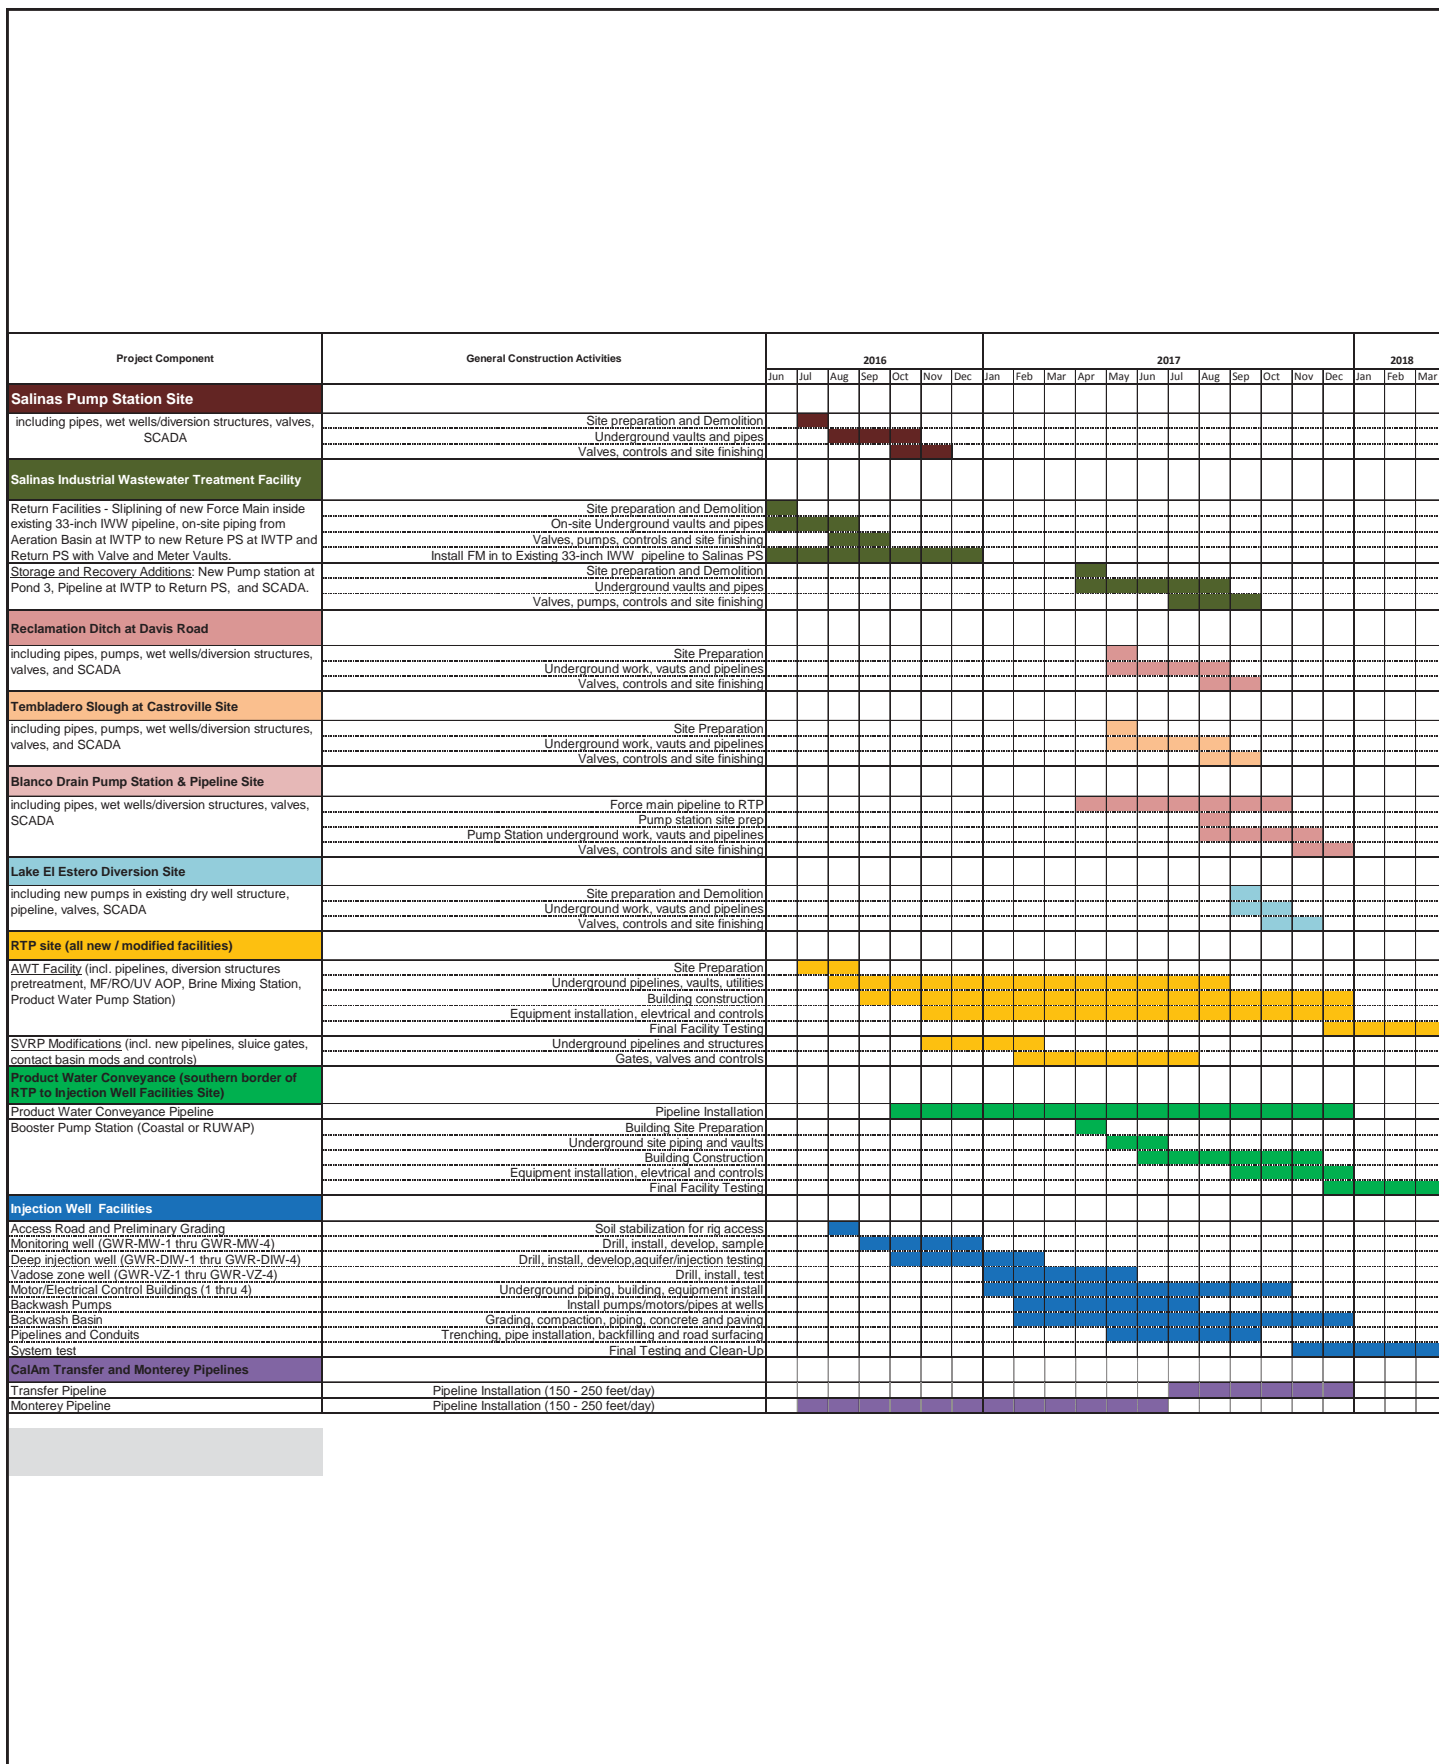 Project Component
General Construction Activities
2016
2017
2018
Jun Jul Aug Sep Oct Nov Dec Jan Feb Mar Apr May Jun Jul Aug Sep Oct Nov Dec Jan Feb Mar
Salinas Pump Station Site
including pipes, wet wells/diversion structures, valves,
SCADA
Site preparation and Demolition
Underground vaults and pipes
Valves, controls and site finishing
Salinas Industrial Wastewater Treatment Facility
Return Facilities - Sliplining of new Force Main inside
existing 33-inch IWW pipeline, on-site piping from
Aeration Basin at IWTP to new Reture PS at IWTP and
Return PS with Valve and Meter Vaults.
Site preparation and Demolition
On-site Underground vaults and pipes
Valves, pumps, controls and site finishing
Install FM in to Existing 33-inch IWW pipeline to Salinas PS
Storage and Recovery Additions: New Pump station at
Pond 3, Pipeline at IWTP to Return PS, and SCADA.
Site preparation and Demolition
Underground vaults and pipes
Valves, pumps, controls and site finishing
Reclamation Ditch at Davis Road
including pipes, pumps, wet wells/diversion structures,
valves, and SCADA
Site Preparation
Underground work, vauts and pipelines
Valves, controls and site finishing
Tembladero Slough at Castroville Site
including pipes, pumps, wet wells/diversion structures,
valves, and SCADA
Site Preparation
Underground work, vauts and pipelines
Valves, controls and site finishing
Blanco Drain Pump Station & Pipeline Site
including pipes, wet wells/diversion structures, valves,
SCADA
Force main pipeline to RTP
Pump station site prep
Pump Station underground work, vauts and pipelines
Valves, controls and site finishing
Lake El Estero Diversion Site
including new pumps in existing dry well structure,
pipeline, valves, SCADA
Site preparation and Demolition
Underground work, vauts and pipelines
Valves, controls and site finishing
RTP site (all new / modified facilities)
AWT Facility (incl. pipelines, diversion structures
pretreatment, MF/RO/UV AOP, Brine Mixing Station,
Product Water Pump Station)
Site Preparation
Underground pipelines, vaults, utilities
Building construction
Equipment installation, elevtrical and controls
Final Facility Testing
SVRP Modifications (incl. new pipelines, sluice gates,
contact basin mods and controls)
Underground pipelines and structures
Gates, valves and controls
Product Water Conveyance (southern border of
RTP to Injection Well Facilities Site)
Product Water Conveyance Pipeline
Pipeline Installation
Booster Pump Station (Coastal or RUWAP)
Building Site Preparation
Underground site piping and vaults
Building Construction
Equipment installation, elevtrical and controls
Final Facility Testing
Injection Well Facilities
Access Road and Preliminary Grading
Soil stabilization for rig access
Monitoring well (GWR-MW-1 thru GWR-MW-4)
Drill, install, develop, sample
Deep injection well (GWR-DIW-1 thru GWR-DIW-4)
Drill, install, develop,aquifer/injection testing
Vadose zone well (GWR-VZ-1 thru GWR-VZ-4)
Drill, install, test
Motor/Electrical Control Buildings (1 thru 4)
Underground piping, building, equipment install
Backwash Pumps
Install pumps/motors/pipes at wells
Backwash Basin
Grading, compaction, piping, concrete and paving
Pipelines and Conduits
Trenching, pipe installation, backfilling and road surfacing
System test
Final Testing and Clean-Up
CalAm Transfer and Monterey Pipelines
Transfer Pipeline
Pipeline Installation (150 - 250 feet/day)
Monterey Pipeline
Pipeline Installation (150 - 250 feet/day)